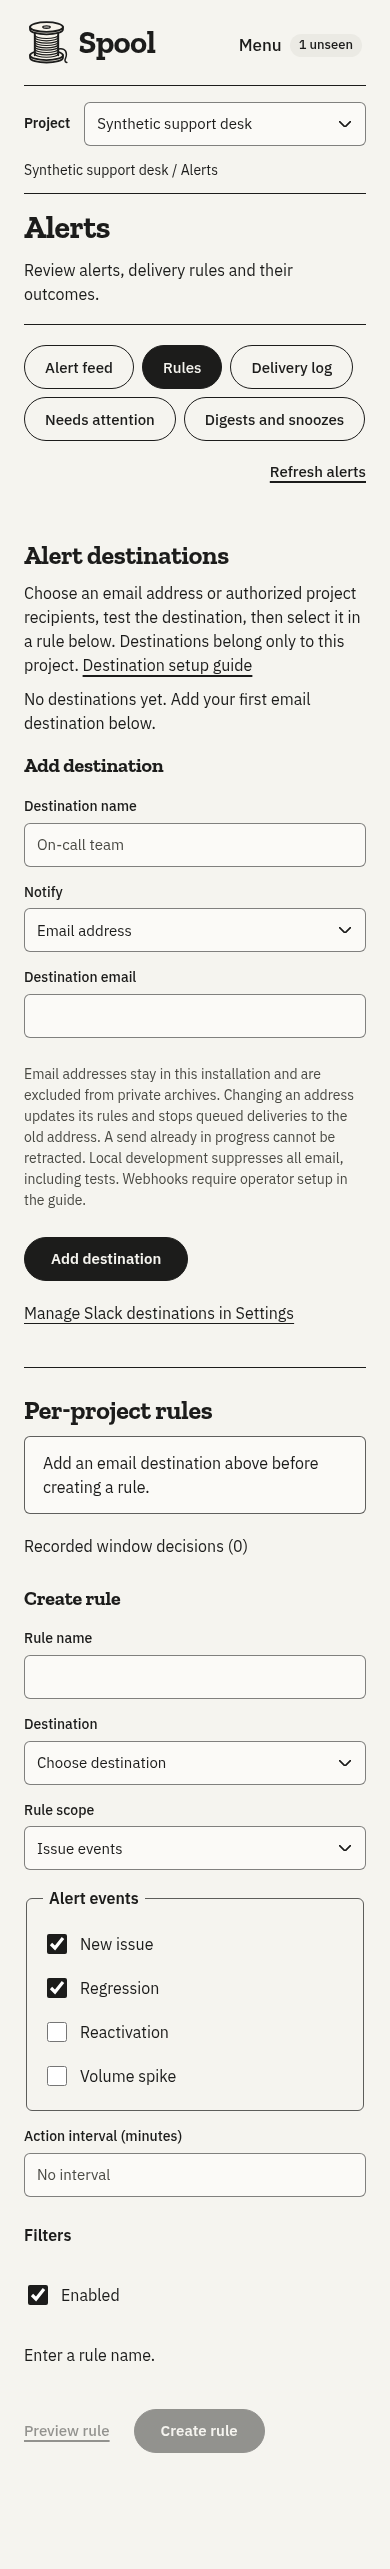 Spool
Menu 1 unseen
Project Synthetic support desk
Synthetic support desk / Alerts
Alerts
Review alerts, delivery rules and their
outcomes.
Alert feed Rules Delivery log
Needs attention Digests and snoozes
Refresh alerts
Alert destinations
Choose an email address or authorized project
recipients, test the destination, then select it in
a rule below. Destinations belong only to this
project. Destination setup guide
No destinations yet. Add your first email
destination below.
Add destination
Destination name
On-call team
Notify
Email address
Destination email
Email addresses stay in this installation and are
excluded from private archives. Changing an address
updates its rules and stops queued deliveries to the
old address. A send already in progress cannot be
retracted. Local development suppresses all email,
including tests. Webhooks require operator setup in
the guide.
Add destination
Manage Slack destinations in Settings
Per-project rules
Add an email destination above before
creating a rule.
Recorded window decisions (0)
Create rule
Rule name
Destination
Choose destination
Rule scope
Issue events
Alert events
New issue
Regression
Reactivation
Volume spike
Action interval (minutes)
No interval
Filters
Enabled
Enter a rule name.
Preview rule Create rule